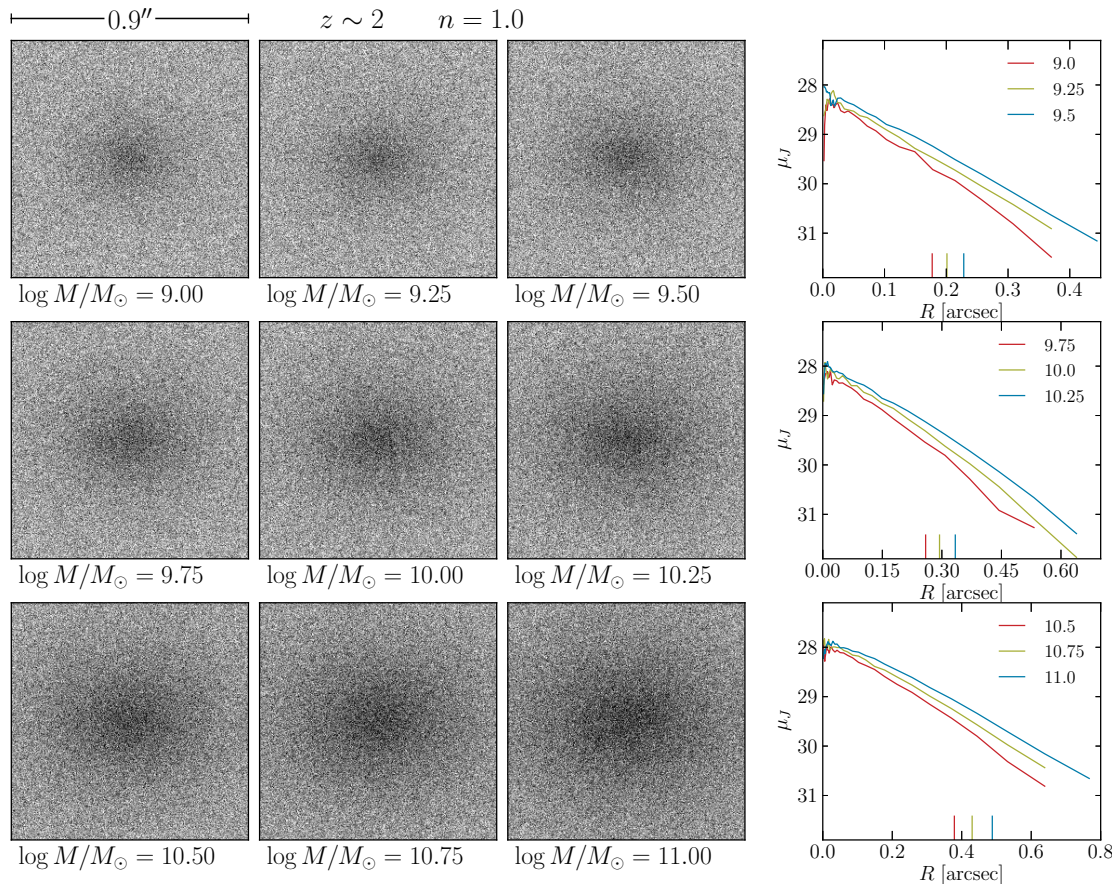 0.9″ z ∼ 2 n = 1.0
log M/M⊙ = 9.00 log M/M⊙ = 9.25 log M/M⊙ = 9.50
28
29
30
31
μJ
9.0
9.25
9.5
0.0 0.1 0.2 0.3 0.4
R [arcsec]
log M/M⊙ = 9.75 log M/M⊙ = 10.00 log M/M⊙ = 10.25
28
29
30
31
μJ
9.75
10.0
10.25
0.00 0.15 0.30 0.45 0.60
R [arcsec]
log M/M⊙ = 10.50 log M/M⊙ = 10.75 log M/M⊙ = 11.00
28
29
30
31
μJ
10.5
10.75
11.0
0.0 0.2 0.4 0.6 0.8
R [arcsec]